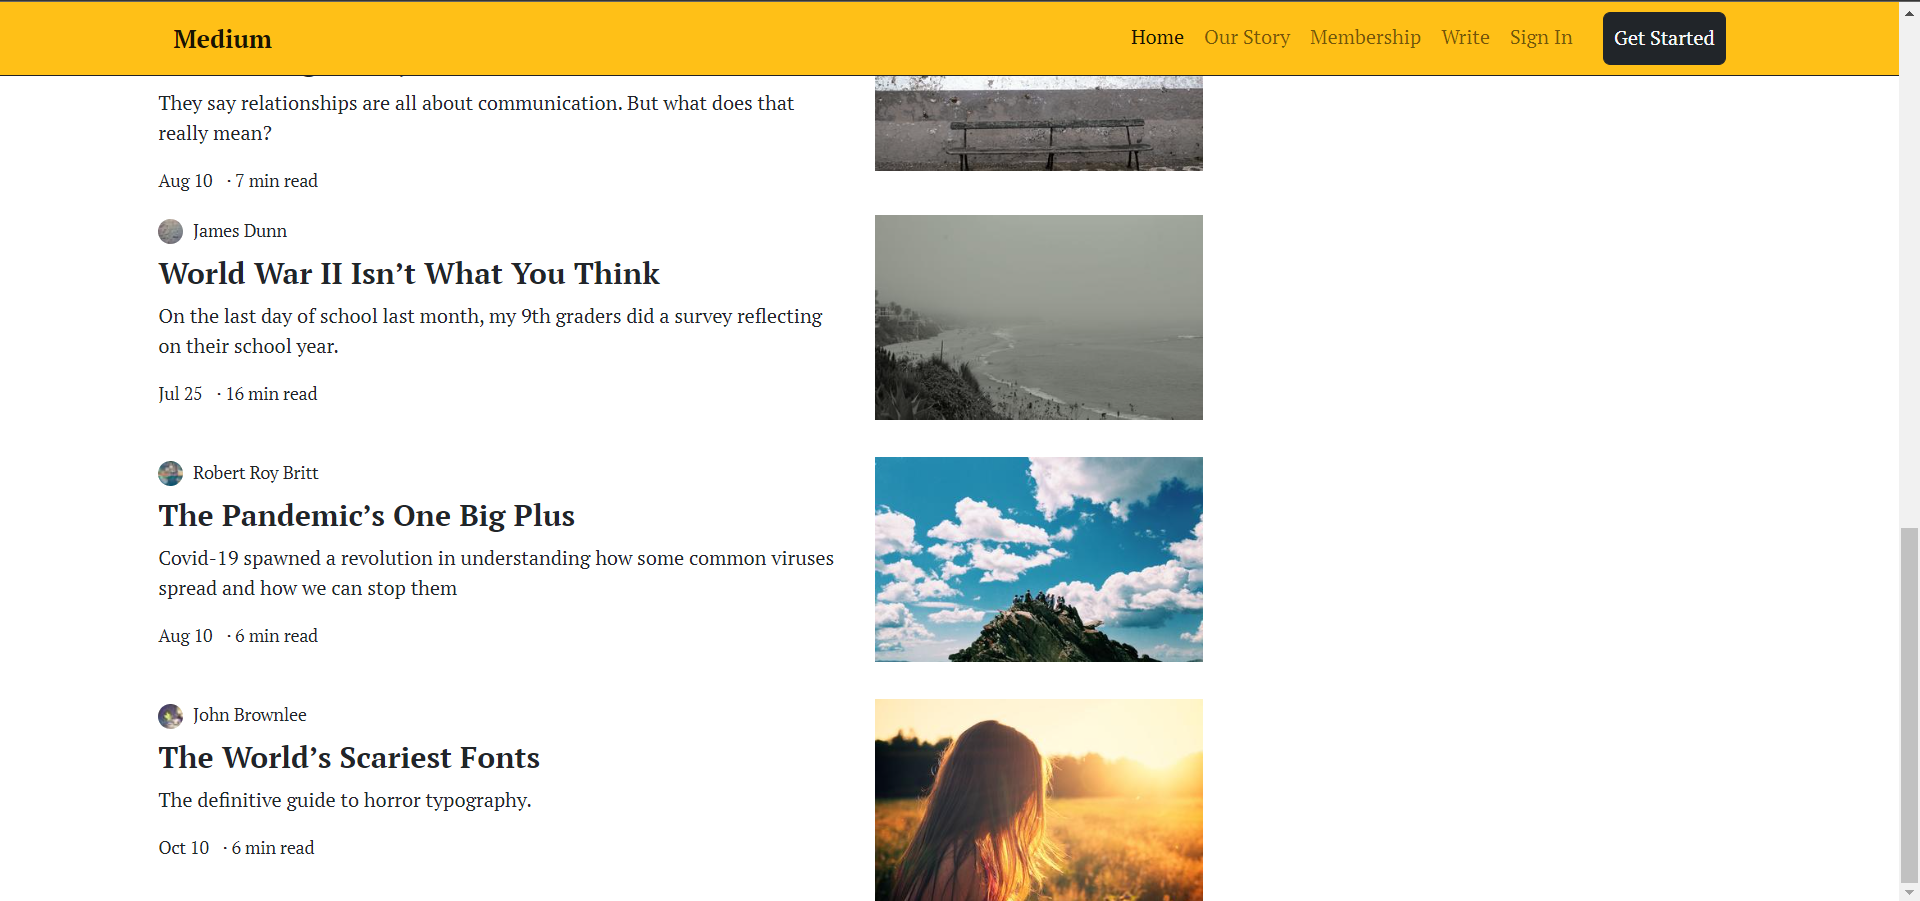 Medium
Home Our Story Membership Write Sign In Get Started
They say relationships are all about communication. But what does that
really mean?
Aug 10 · 7 min read
James Dunn
World War II Isn’t What You Think
On the last day of school last month, my 9th graders did a survey reflecting
on their school year.
Jul 25 · 16 min read
Robert Roy Britt
The Pandemic’s One Big Plus
Covid-19 spawned a revolution in understanding how some common viruses
spread and how we can stop them
Aug 10 · 6 min read
John Brownlee
The World’s Scariest Fonts
The definitive guide to horror typography.
Oct 10 · 6 min read